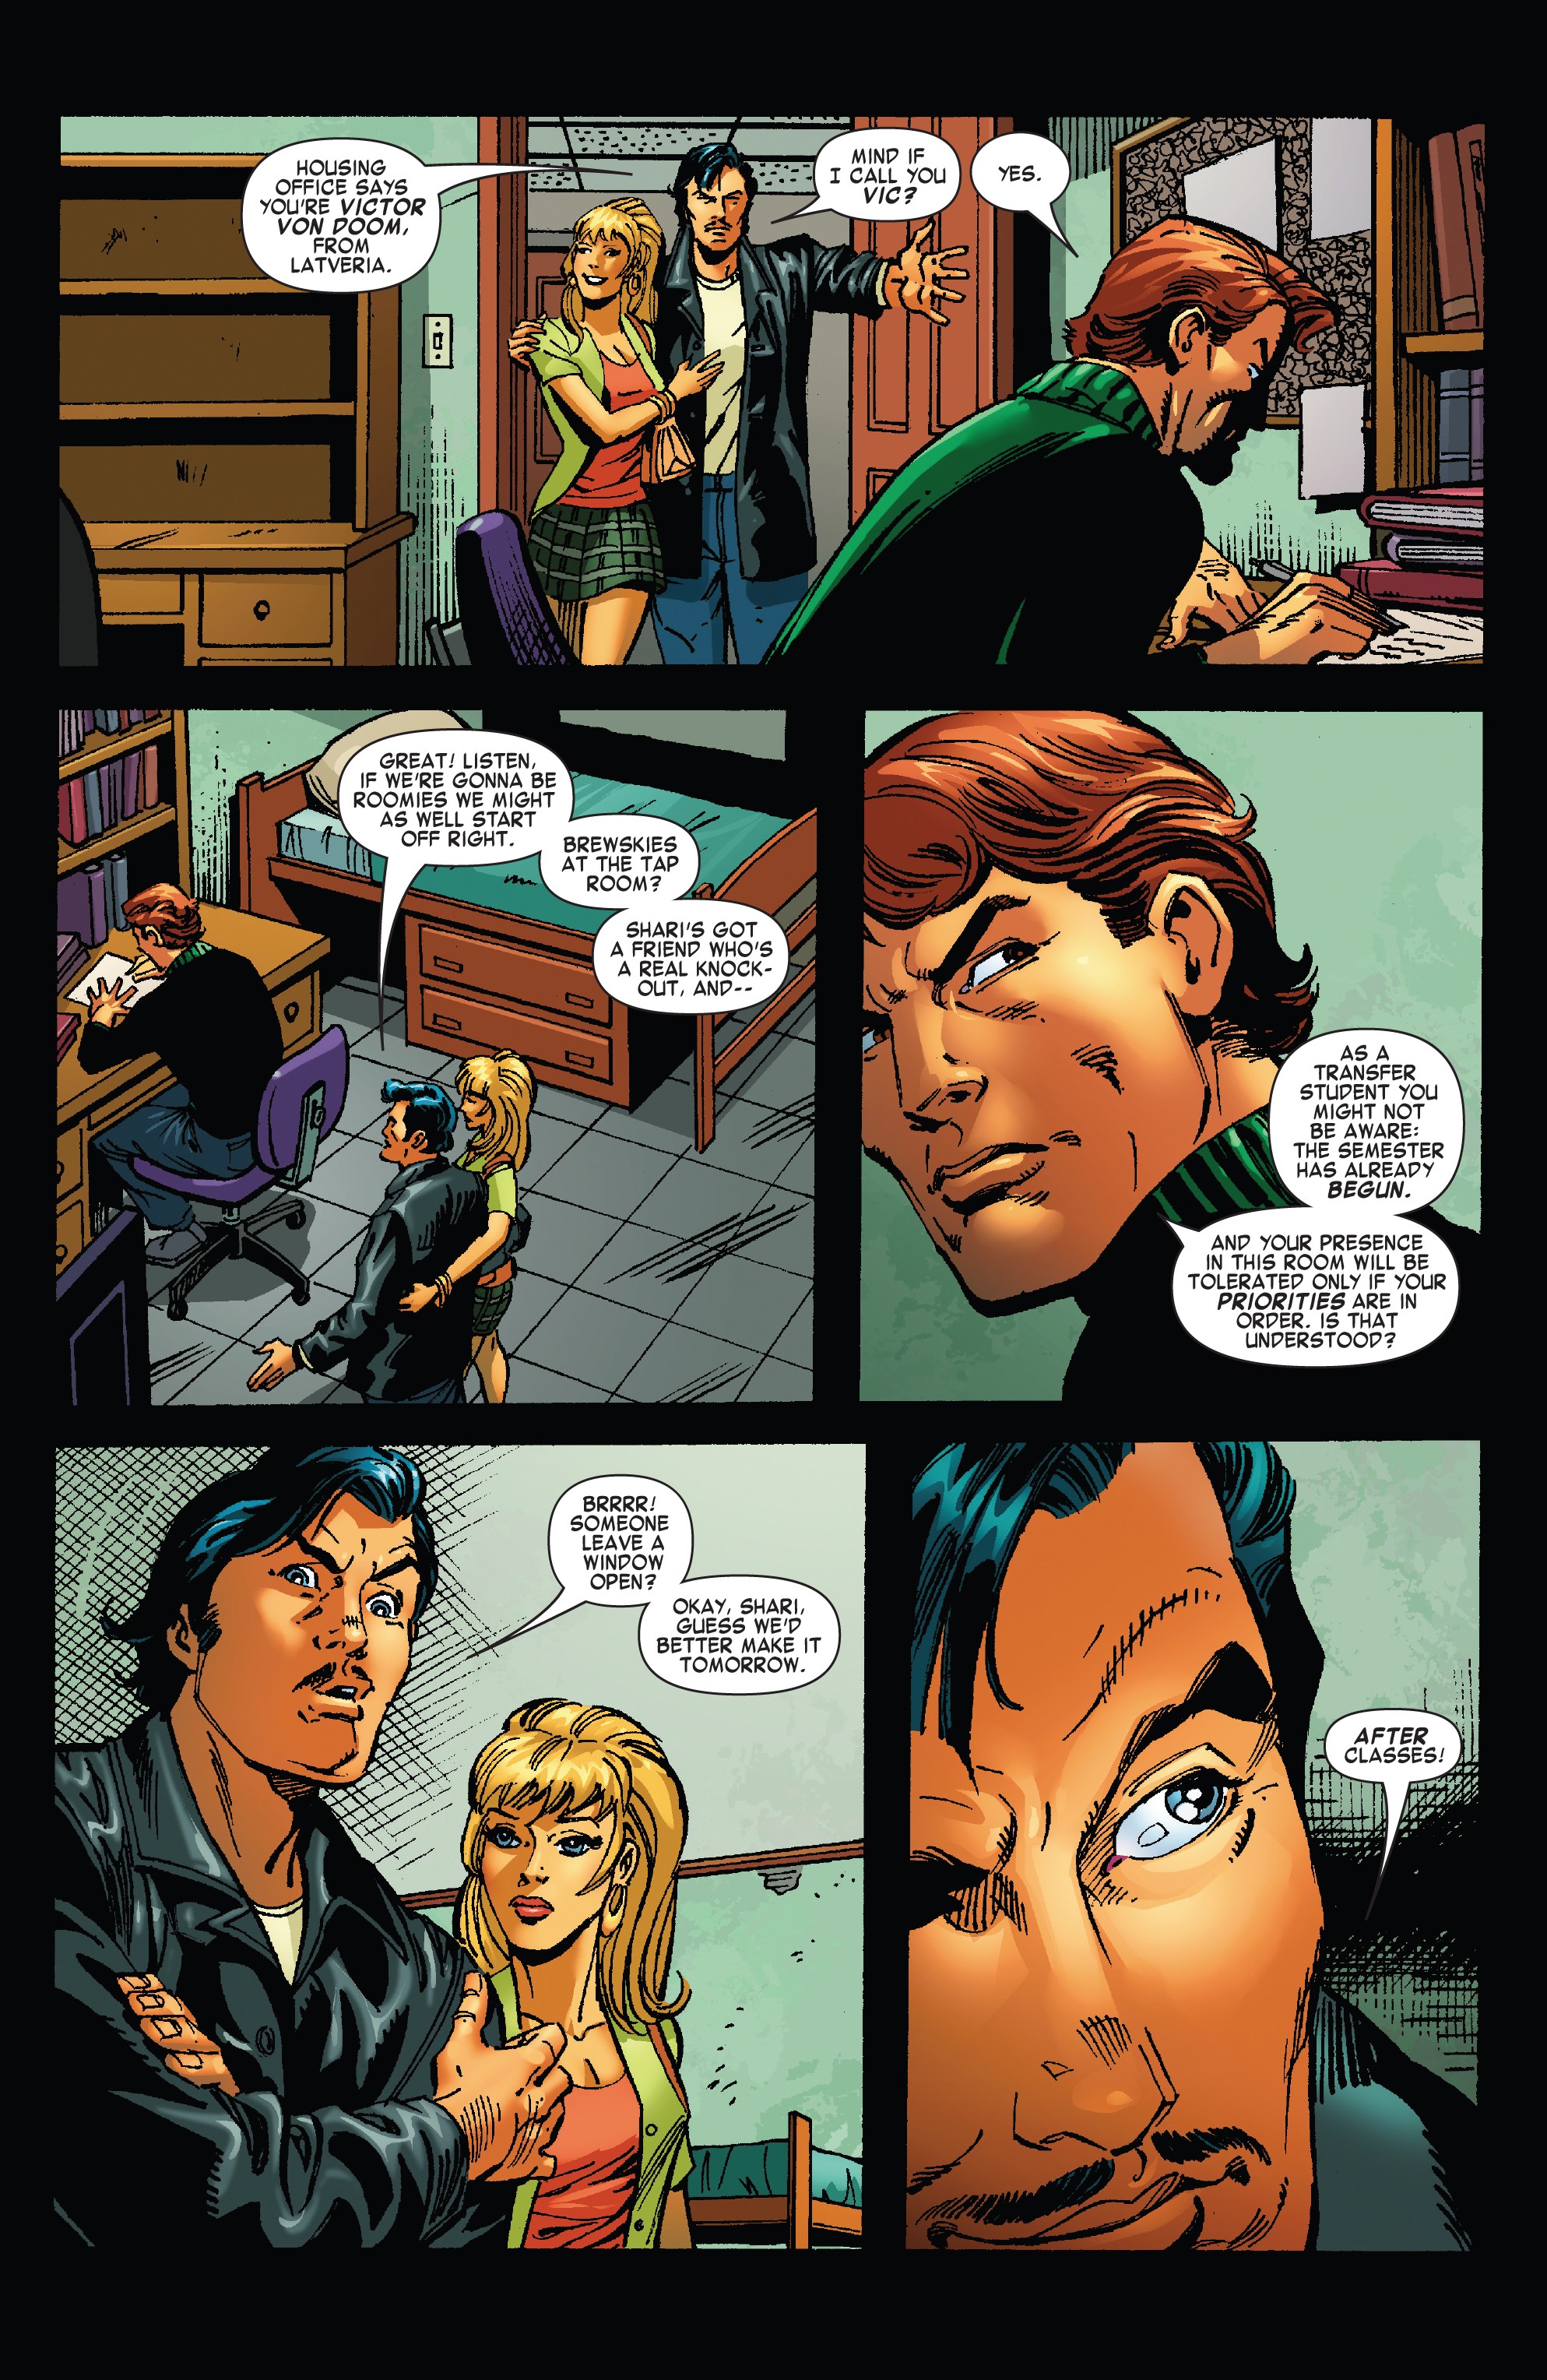 HOUSING
OFFICE SAYS
YOU'RE VICTOR
VON DOOM,
FROM
LATVERIA.
MIND IF
I CALL YOU
VIC?
YES.
GREAT! LISTEN,
IF WE'RE GONNA BE
ROOMIES WE MIGHT
AS WELL START
OFF RIGHT.
BREWSKIES
AT THE TAP
ROOM?
SHARI'S GOT
A FRIEND WHO'S
A REAL KNOCK-
OUT, AND--
AS A
TRANSFER
STUDENT YOU
MIGHT NOT
BE AWARE:
THE SEMESTER
HAS ALREADY
BEGUN.
AND YOUR PRESENCE
IN THIS ROOM WILL BE
TOLERATED ONLY IF YOUR
PRIORITIES ARE IN
ORDER. IS THAT
UNDERSTOOD?
BRRRR!
SOMEONE
LEAVE A
WINDOW
OPEN?
OKAY, SHARI,
GUESS WE'D
BETTER MAKE IT
TOMORROW.
AFTER
CLASSES!